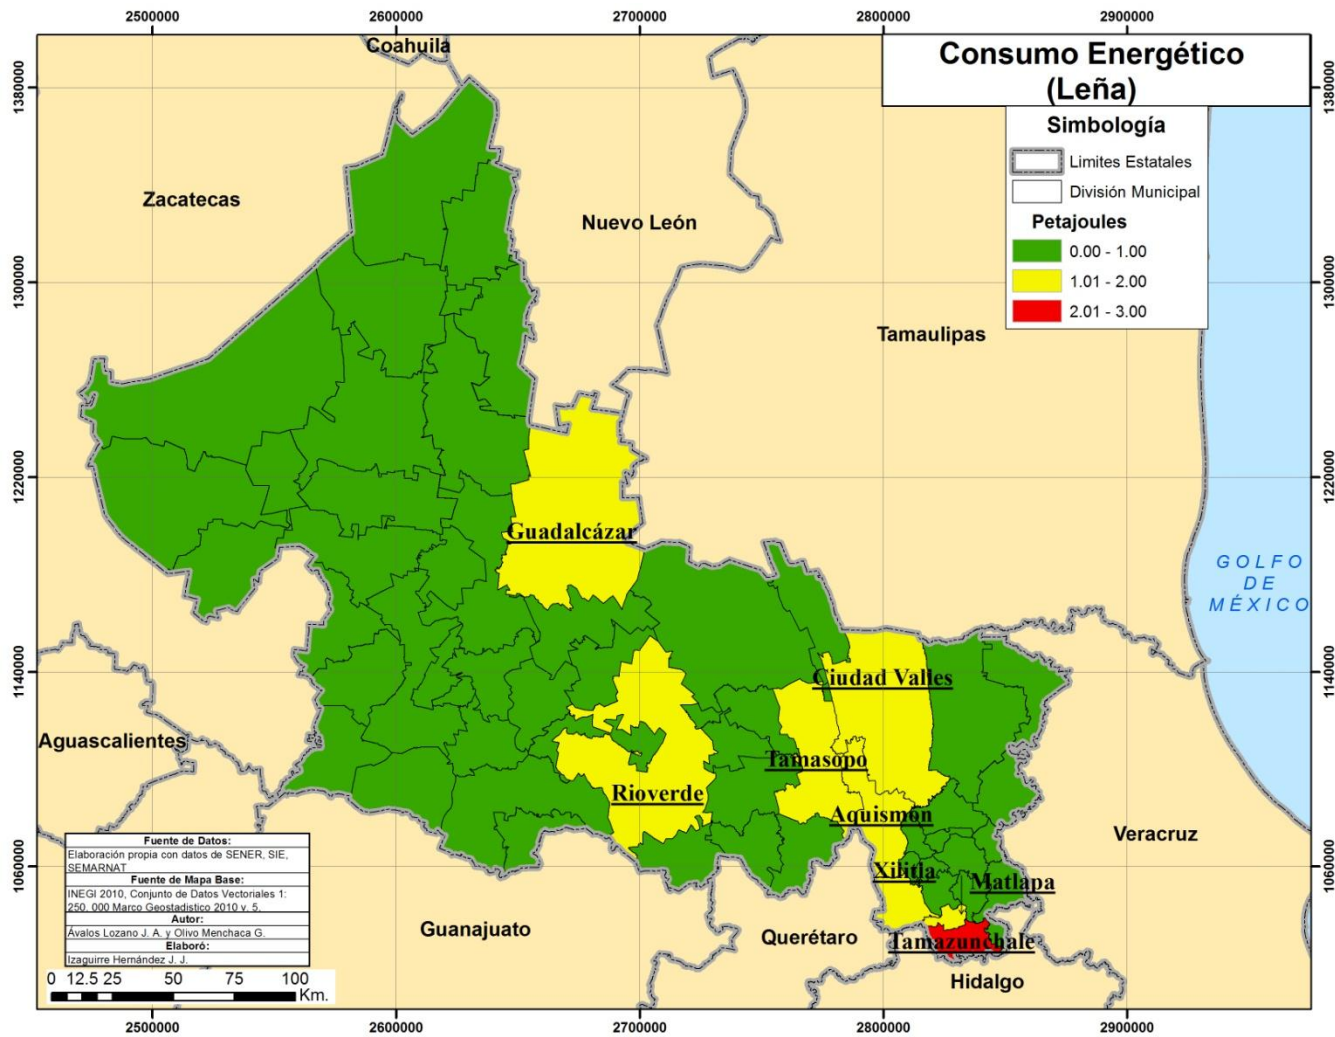 2500000
2600000
2700000
2800000
2900000
Consumo Energético
(Leña)
Simbología
Limites Estatales
División Municipal
Petajoules
0.00 - 1.00
1.01 - 2.00
2.01 - 3.00
1380000
1380000
1300000
1300000
1220000
1220000
1140000
1140000
1060000
1060000
Coahuila
Zacatecas
Nuevo León
Tamaulipas
GOLFO
DE
MÉXICO
Guadalcázar
Ciudad Valles
Aguascalientes
Tamasopo
Rioverde
Aquismón
Veracruz
Xilitla
Matlapa
Guanajuato
Querétaro
Tamazunchale
Hidalgo
Fuente de Datos:
Elaboración propia con datos de SENER, SIE,
SEMARNAT
Fuente de Mapa Base:
INEGI 2010, Conjunto de Datos Vectoriales 1:
250, 000 Marco Geostadistico 2010 v. 5.
Autor:
Ávalos Lozano J. A. y Olivo Menchaca G.
Elaboró:
Izaguirre Hernández J. J.
0 12.5 25 50 75 100
Km.
2500000
2600000
2700000
2800000
2900000